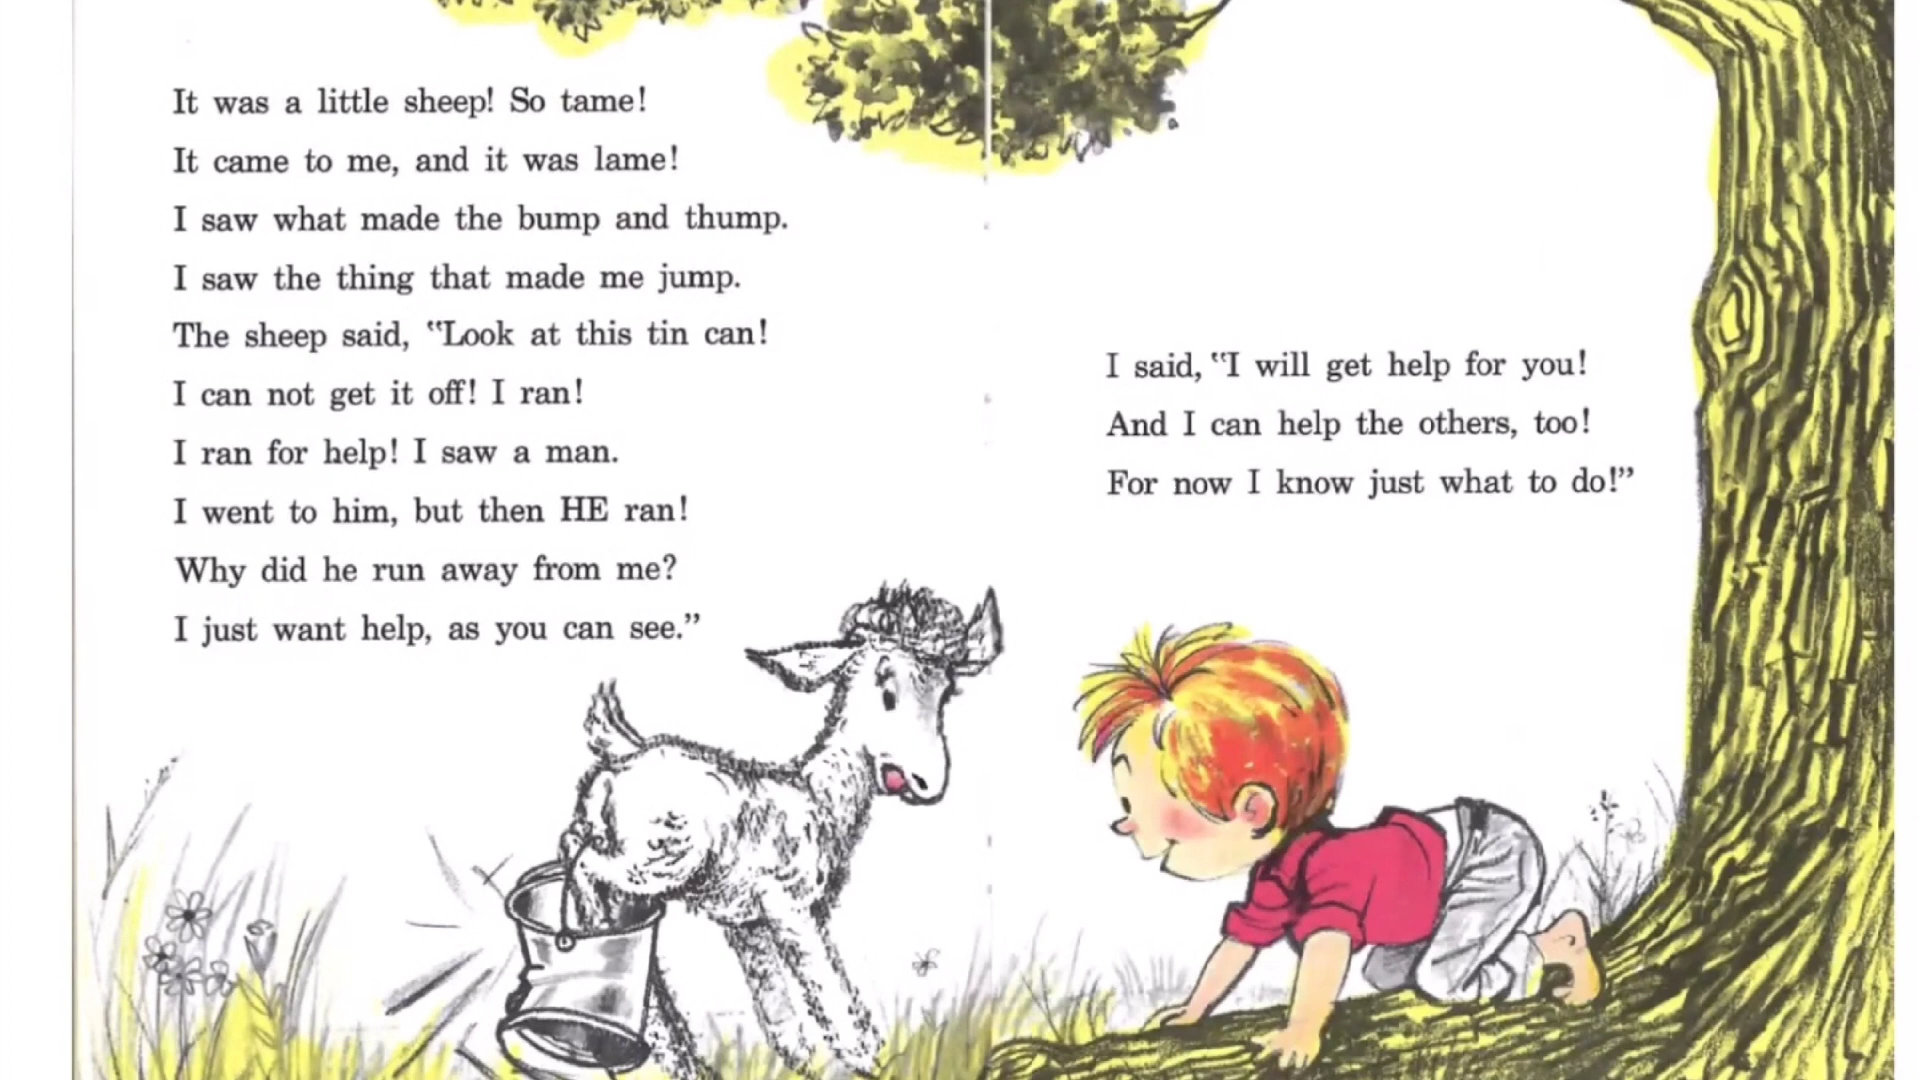 It was a little sheep! So tame!
It came to me, and it was lame!
I saw what made the bump and thump.
I saw the thing that made me jump.
The sheep said, "Look at this tin can!
I can not get it off! I ran!
I ran for help! I saw a man.
I went to him, but then HE ran!
Why did he run away from me?
I just want help, as you can see."
I said, "I will get help for you!
And I can help the others, too!
For now I know just what to do!"